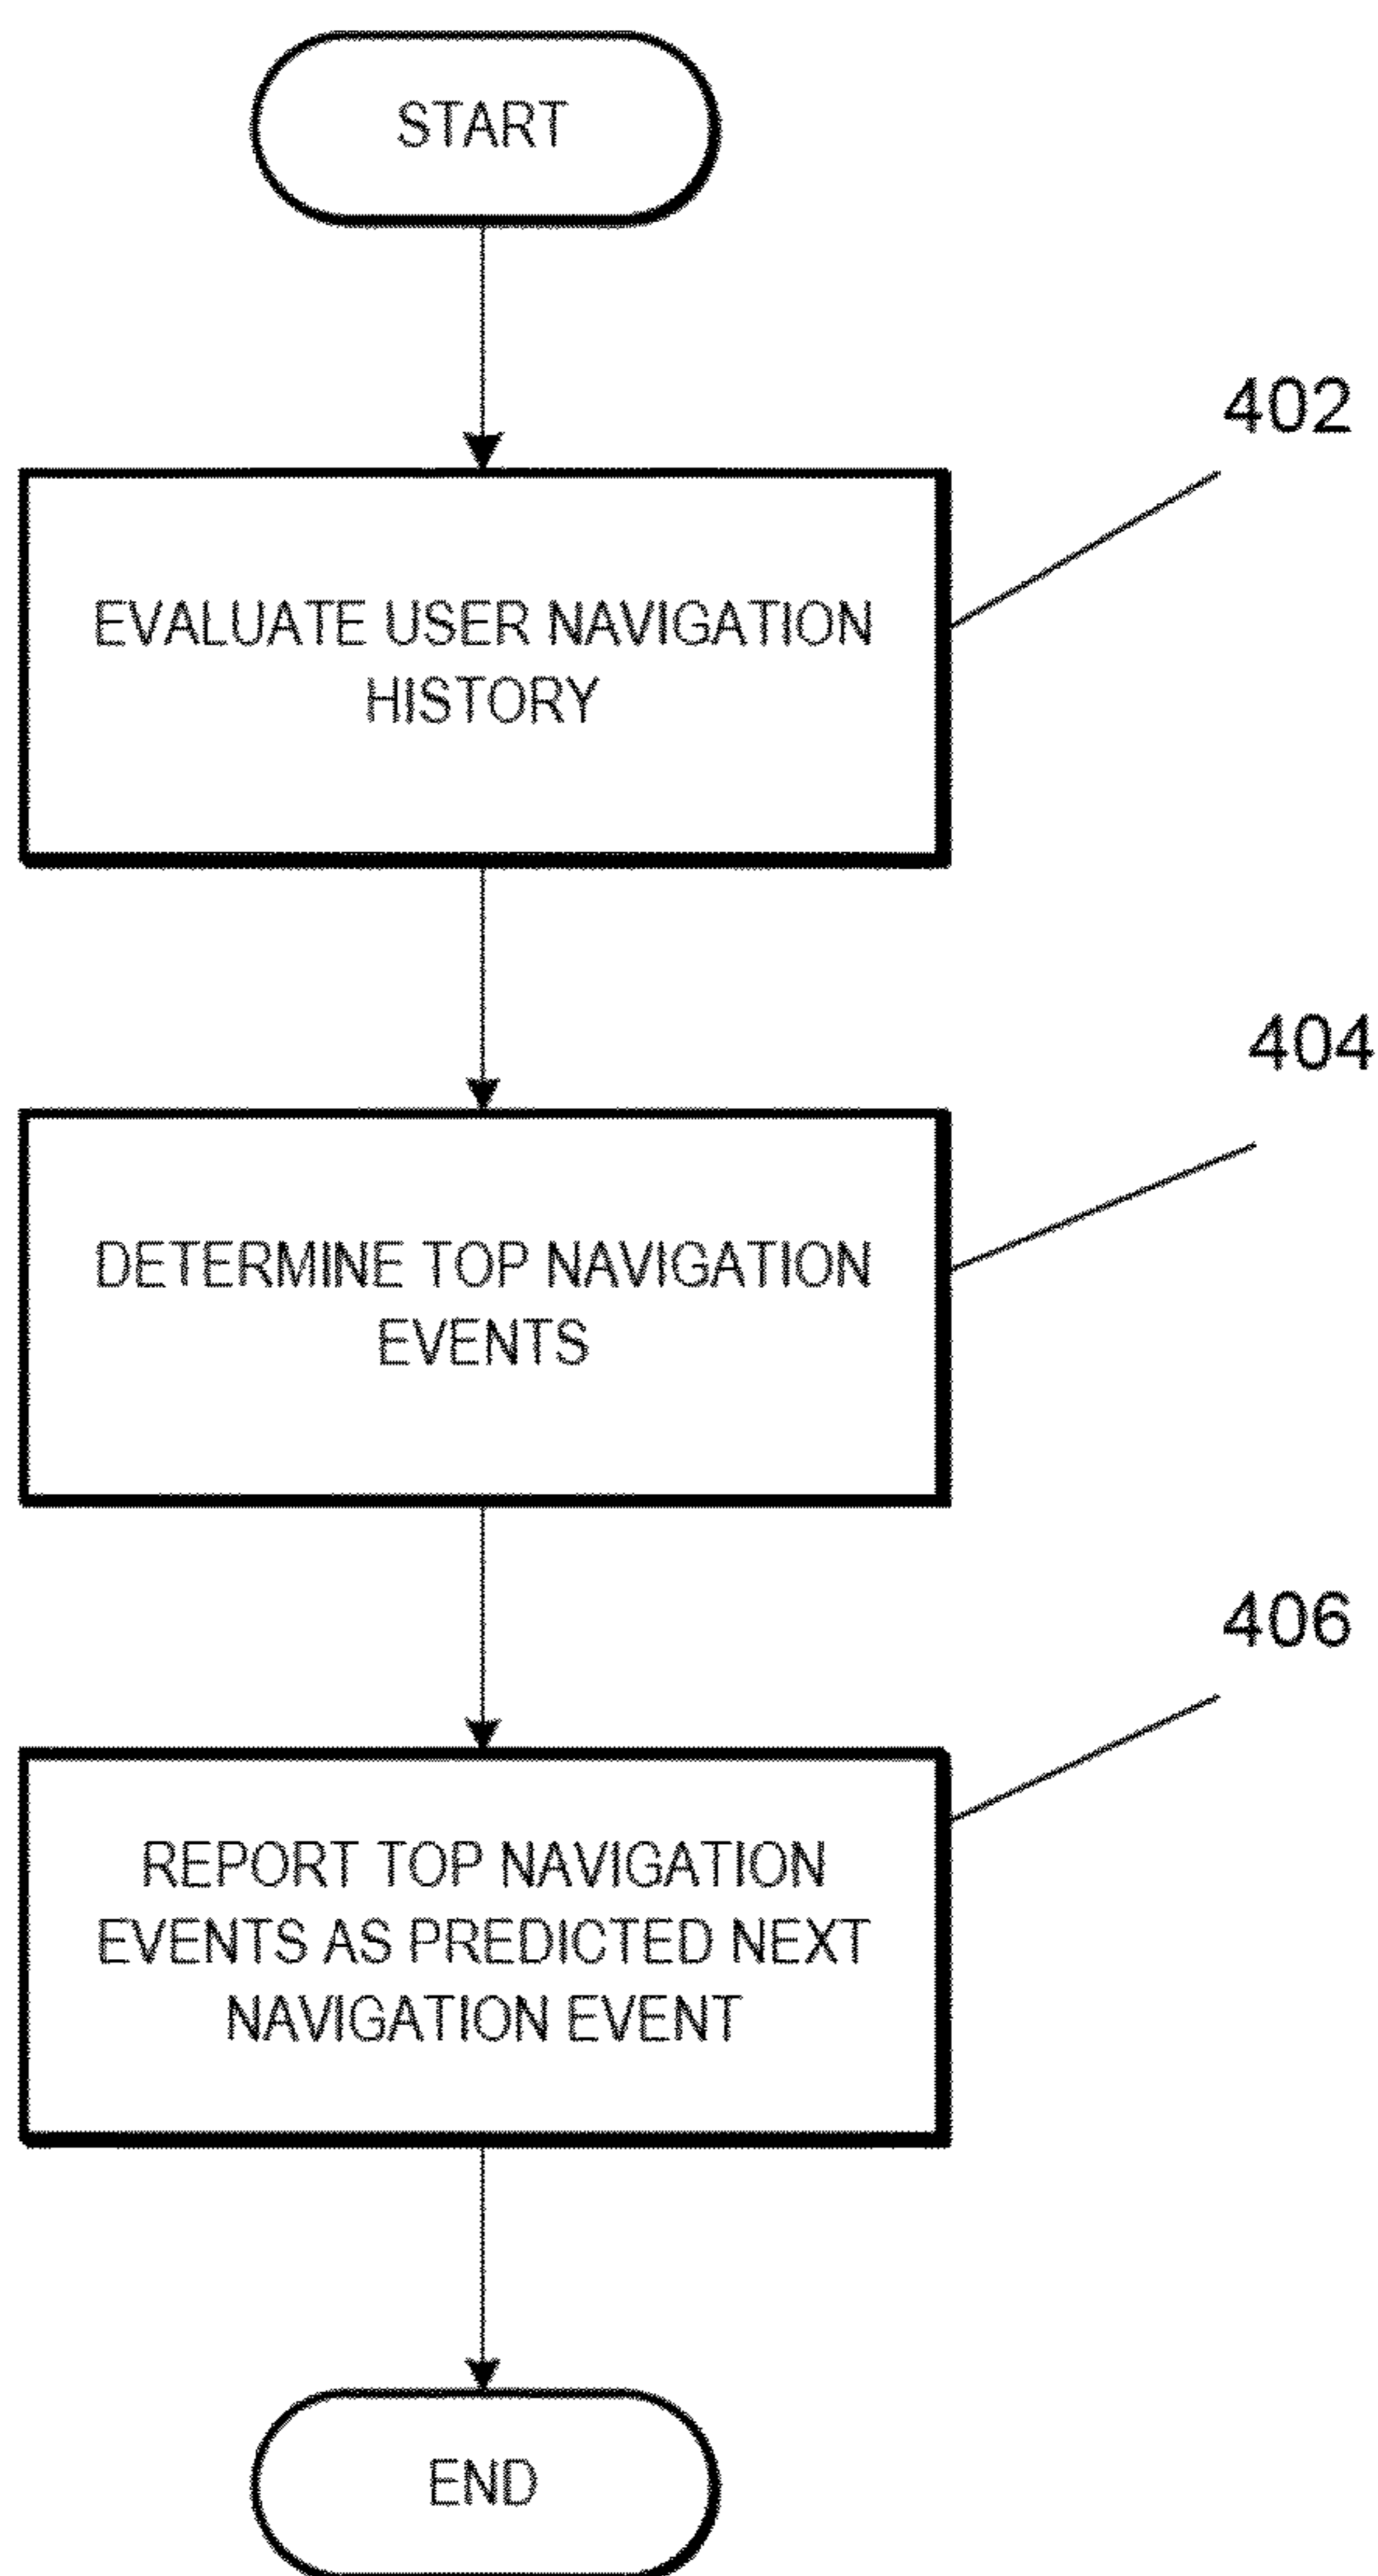 START
402
EVALUATE USER NAVIGATION
HISTORY
404
DETERMINE TOP NAVIGATION
EVENTS
406
REPORT TOP NAVIGATION
EVENTS AS PREDICTED NEXT
NAVIGATION EVENT
END